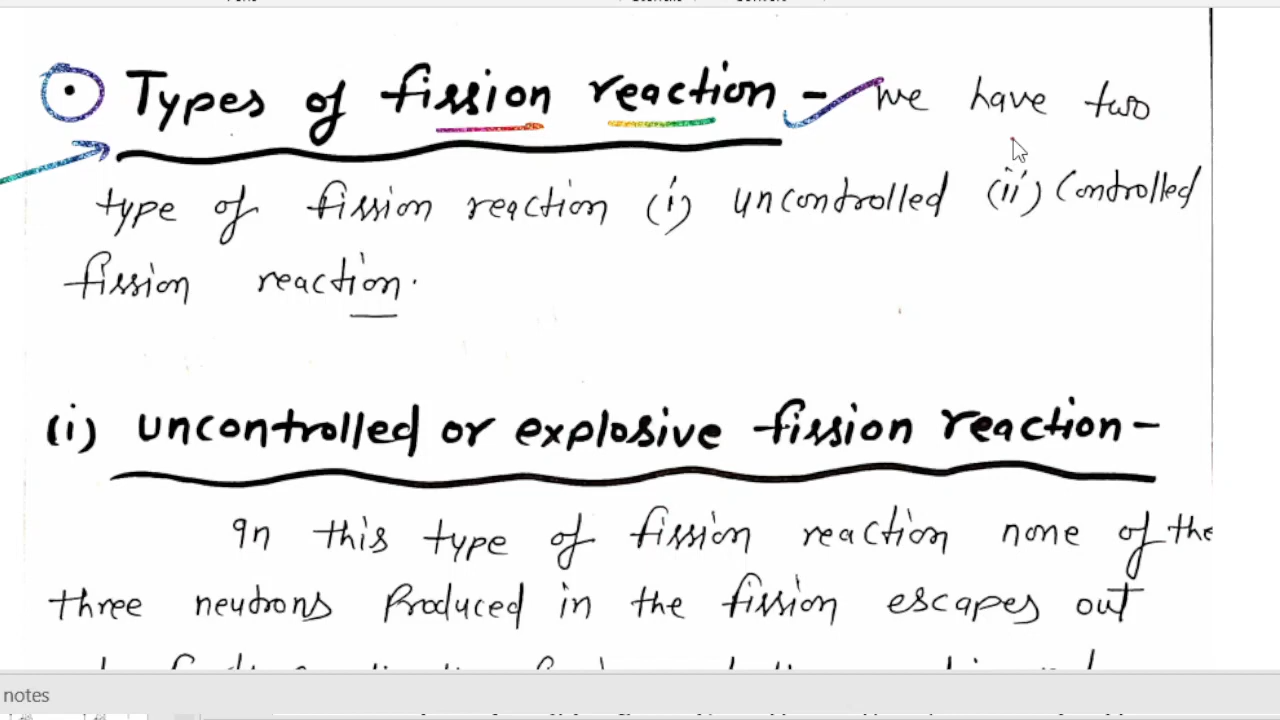 • Types of fission reaction - We have two
type of fission reaction (i) uncontrolled (ii) Controlled
fission reaction.
(i) uncontrolled or explosive fission reaction-
In this type of fission reaction none of the
three neutrons Produced in the fission escapes out
notes